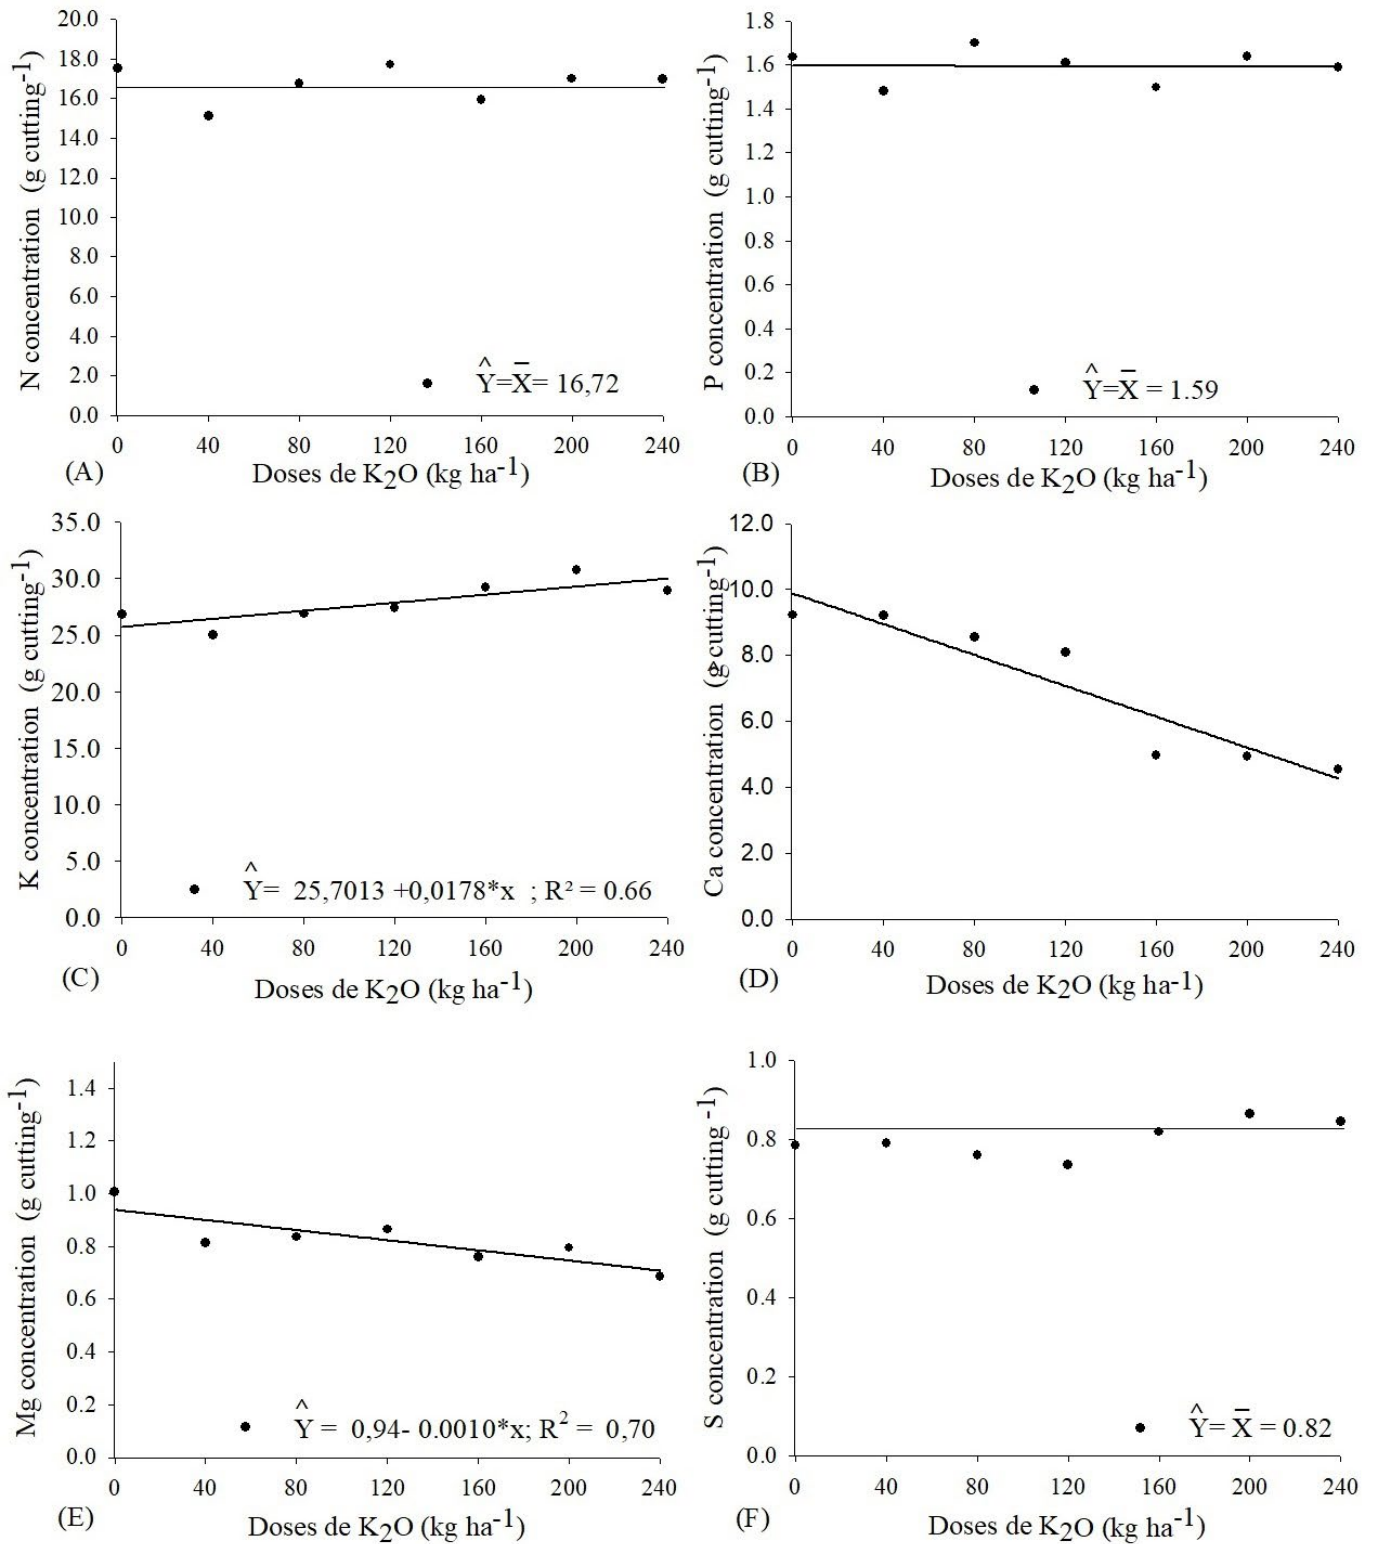 N concentration (g cutting-1)
20.0
18.0
16.0
14.0
12.0
10.0
8.0
6.0
4.0
2.0
0.0
Ŷ=X̅= 16,72
0 40 80 120 160 200 240
(A) Doses de K2O (kg ha-1)
P concentration (g cutting-1)
1.8
1.6
1.4
1.2
1.0
0.8
0.6
0.4
0.2
0.0
Ŷ=X̅ = 1.59
0 40 80 120 160 200 240
(B) Doses de K2O (kg ha-1)
K concentration (g cutting-1)
35.0
30.0
25.0
20.0
15.0
10.0
5.0
0.0
Ŷ= 25,7013 +0,0178*x ; R² = 0.66
0 40 80 120 160 200 240
(C) Doses de K2O (kg ha-1)
Ca concentration (g cutting-1)
12.0
10.0
8.0
6.0
4.0
2.0
0.0
0 40 80 120 160 200 240
(D) Doses de K2O (kg ha-1)
Mg concentration (g cutting-1)
1.4
1.2
1.0
0.8
0.6
0.4
0.2
0.0
Ŷ = 0,94- 0.0010*x; R2 = 0,70
0 40 80 120 160 200 240
(E) Doses de K2O (kg ha-1)
S concentration (g cutting -1)
1.0
0.8
0.6
0.4
0.2
0.0
Ŷ= X̅ = 0.82
0 40 80 120 160 200 240
(F) Doses de K2O (kg ha-1)